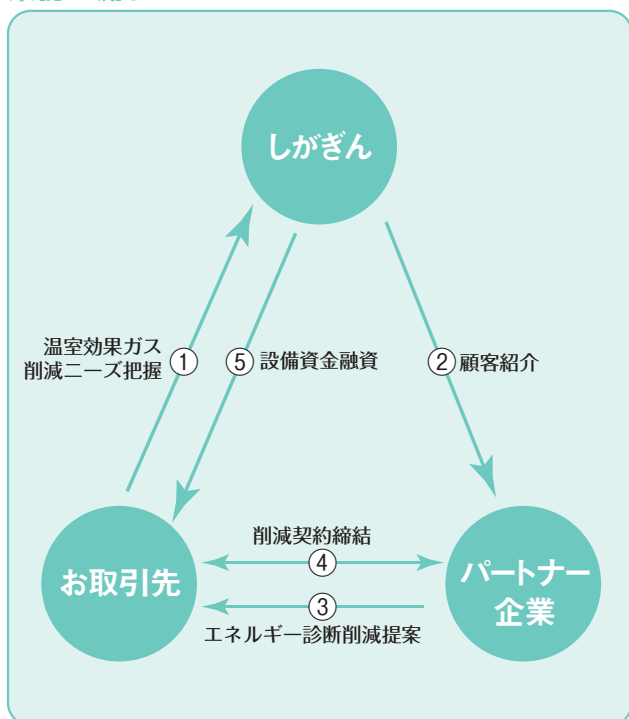 しがぎん
温室効果ガス
削減ニーズ把握
①
⑤
設備資金融資
②
顧客紹介
お取引先
削減契約締結
④
③
エネルギー診断削減提案
パートナー
企業